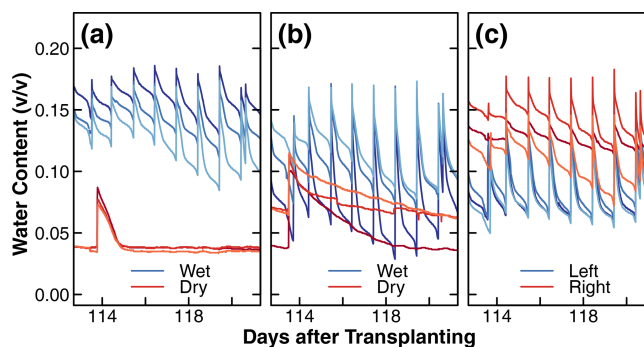 (a) (b) (c)
0.20
0.15
0.10
0.05
0.00
Water Content (v/v)
Wet
Dry
Wet
Dry
Left
Right
114 118 114 118 114 118
Days after Transplanting